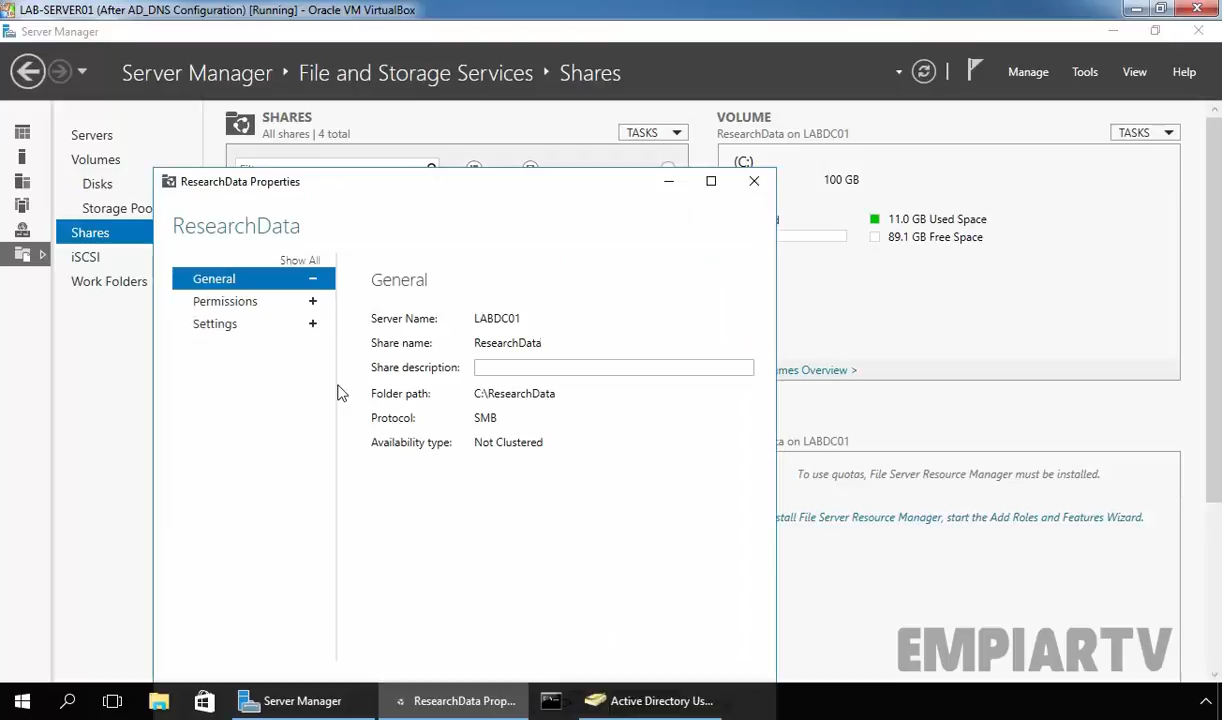 LAB-SERVER01 (After AD_DNS Configuration) [Running] - Oracle VM VirtualBox
Server Manager
Server Manager ‣ File and Storage Services ‣ Shares
Manage
Tools
View
Help
Servers
Volumes
Disks
Storage Poo
Shares
iSCSI
Work Folders
SHARES
All shares | 4 total
TASKS
VOLUME
ResearchData on LABDC01
TASKS
(C:)
100 GB
11.0 GB Used Space
89.1 GB Free Space
Overview >
a on LABDC01
To use quotas, File Server Resource Manager must be installed.
File Server Resource Manager, start the Add Roles and Features Wizard.
ResearchData Properties
ResearchData
Show All
General −
Permissions +
Settings +
General
Server Name: LABDC01
Share name: ResearchData
Share description:
Folder path: C:\ResearchData
Protocol: SMB
Availability type: Not Clustered
EMPIARTV
Server Manager
ResearchData Prop...
Active Directory Us...